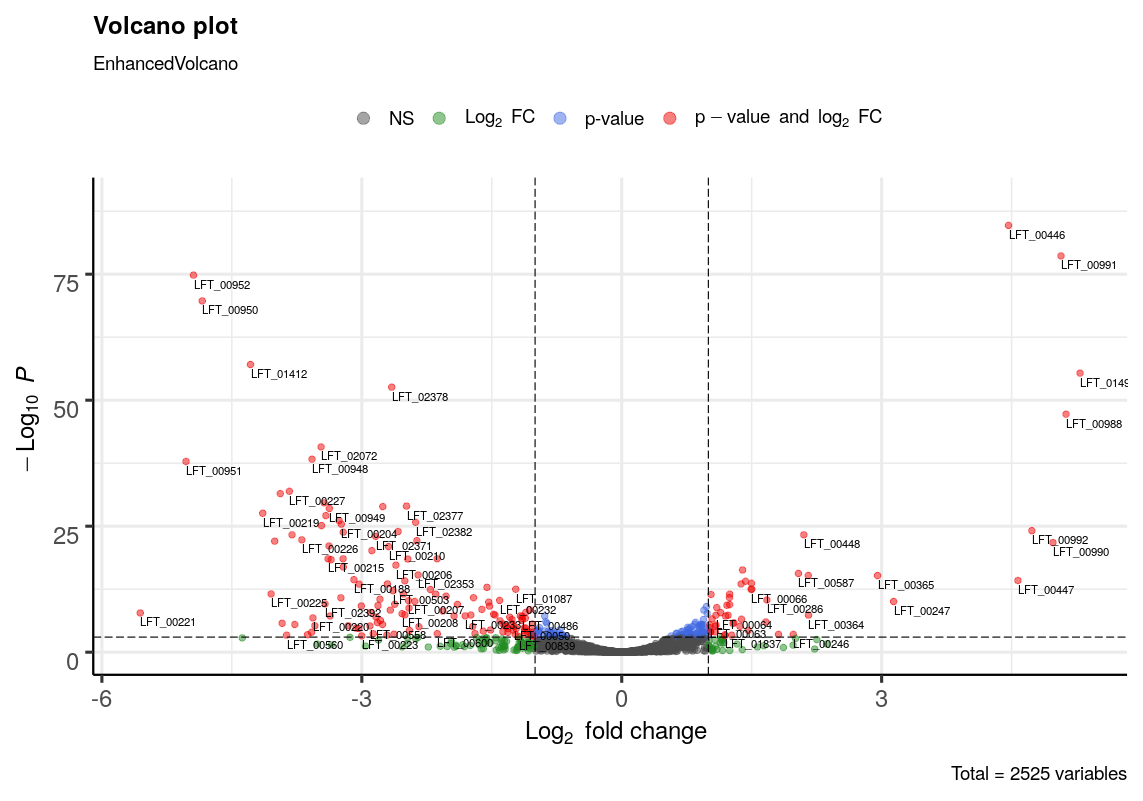 Volcano plot
EnhancedVolcano
NS Log2 FC p-value p − value and log2 FC
− Log10 P
75
50
25
0
LFT_00446
LFT_00991
LFT_00952
LFT_00950
LFT_01412
LFT_0149
LFT_02378
LFT_00988
LFT_02072
LFT_00948
LFT_00951
LFT_00227
LFT_00219
LFT_00949
LFT_02377
LFT_00204
LFT_02382
LFT_00992
LFT_00448
LFT_00226
LFT_02371
LFT_00990
LFT_00210
LFT_00215
LFT_00206
LFT_02353
LFT_00587
LFT_00365
LFT_00447
LFT_00188
LFT_00225
LFT_00503
LFT_01087
LFT_00066
LFT_02392
LFT_00207
LFT_00232
LFT_00286
LFT_00247
LFT_00221
LFT_00220
LFT_00208
LFT_00486
LFT_00064
LFT_00364
LFT_00558
LFT_00063
LFT_00560
LFT_00223
LFT_00600
LFT_00839
LFT_01837
LFT_00246
-6 -3 0 3
Log2 fold change
Total = 2525 variables